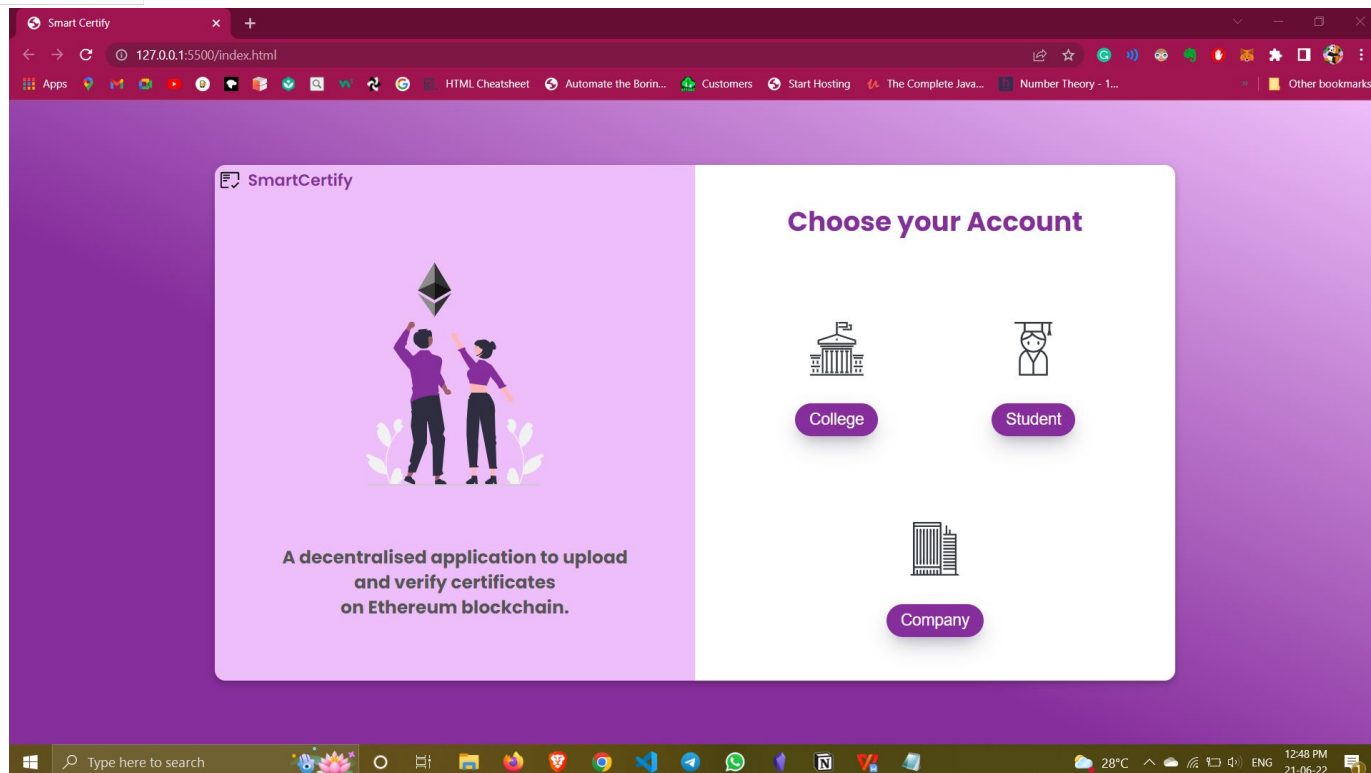 Smart Certify
127.0.0.1:5500/index.html
Apps
HTML Cheatsheet
Automate the Borin...
Customers
Start Hosting
The Complete Java...
Number Theory - 1...
Other bookmarks
SmartCertify
A decentralised application to upload
and verify certificates
on Ethereum blockchain.
Choose your Account
College
Student
Company
Type here to search
28°C
ENG
12:48 PM
21-06-22